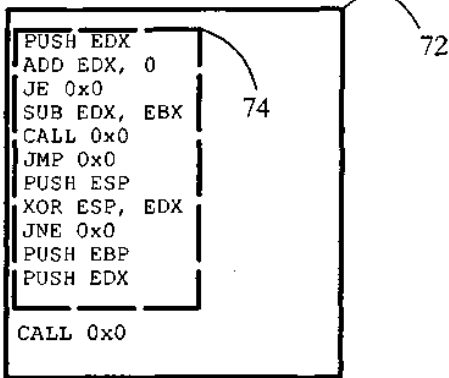 PUSH EDX
ADD EDX, 0
JE 0x0
SUB EDX, EBX
CALL 0x0
JMP 0x0
PUSH ESP
XOR ESP, EDX
JNE 0x0
PUSH EBP
PUSH EDX
CALL 0x0
72
74